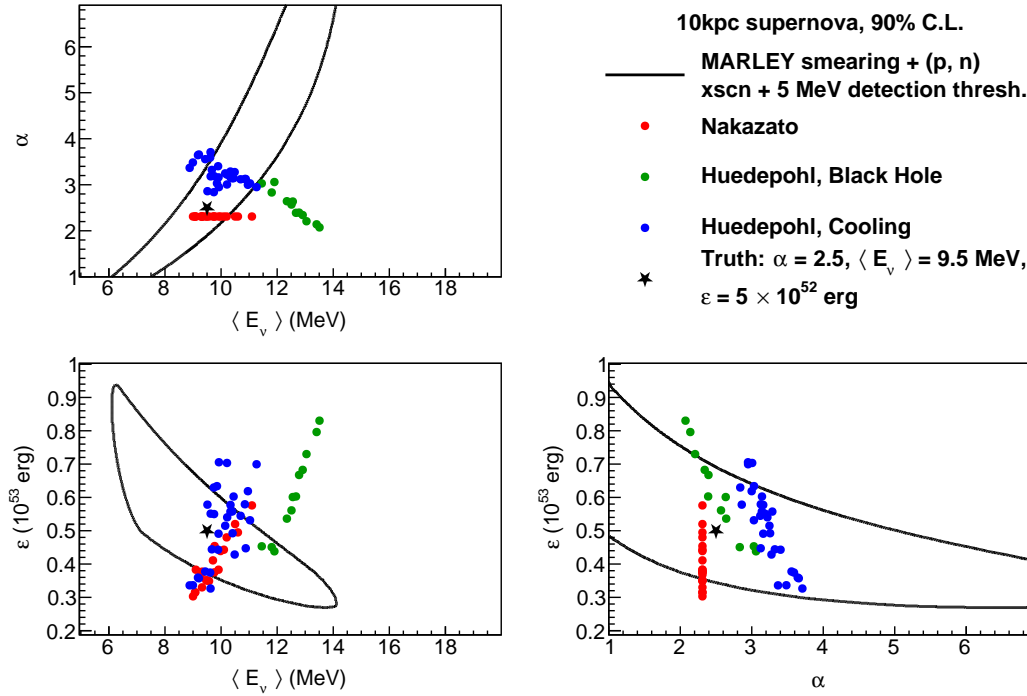 10kpc supernova, 90% C.L.
MARLEY smearing + (p, n)
xscn + 5 MeV detection thresh.
Nakazato
Huedepohl, Black Hole
Huedepohl, Cooling
Truth: α = 2.5, ⟨ E_ν ⟩ = 9.5 MeV,
ε = 5 × 10^52 erg
α
6
5
4
3
2
1
6 8 10 12 14 16 18
⟨ E_ν ⟩ (MeV)
ε (10^53 erg)
1
0.9
0.8
0.7
0.6
0.5
0.4
0.3
0.2
6 8 10 12 14 16 18
⟨ E_ν ⟩ (MeV)
ε (10^53 erg)
1
0.9
0.8
0.7
0.6
0.5
0.4
0.3
0.2
1 2 3 4 5 6
α